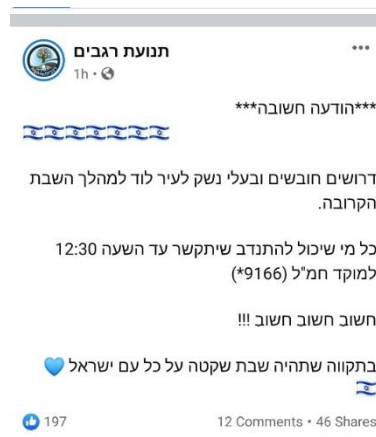 תנועת רגבים
1h
***הודעה חשובה***
🇮🇱🇮🇱🇮🇱🇮🇱🇮🇱🇮🇱🇮🇱
דרושים חובשים ובעלי נשק לעיר לוד למהלך השבת
הקרובה.
כל מי שיכול להתנדב שיתקשר עד השעה 12:30
למוקד חמ"ל (9166*)
חשוב חשוב חשוב !!!
בתקווה שתהיה שבת שקטה על כל עם ישראל 💙
🇮🇱
197
12 Comments • 46 Shares